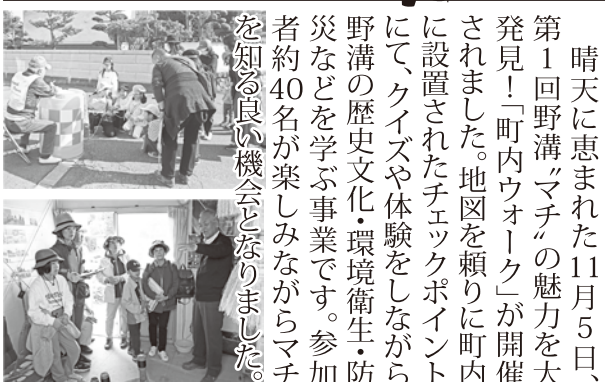 晴天に恵まれた11月5日、
第1回野溝〝マチ〟の魅力を大
発見！「町内ウォーク」が開催
されました。地図を頼りに町内
に設置されたチェックポイント
にて、クイズや体験をしながら
野溝の歴史文化・環境衛生・防
災などを学ぶ事業です。参加
者約40名が楽しみながらマチ
を知る良い機会となりました。